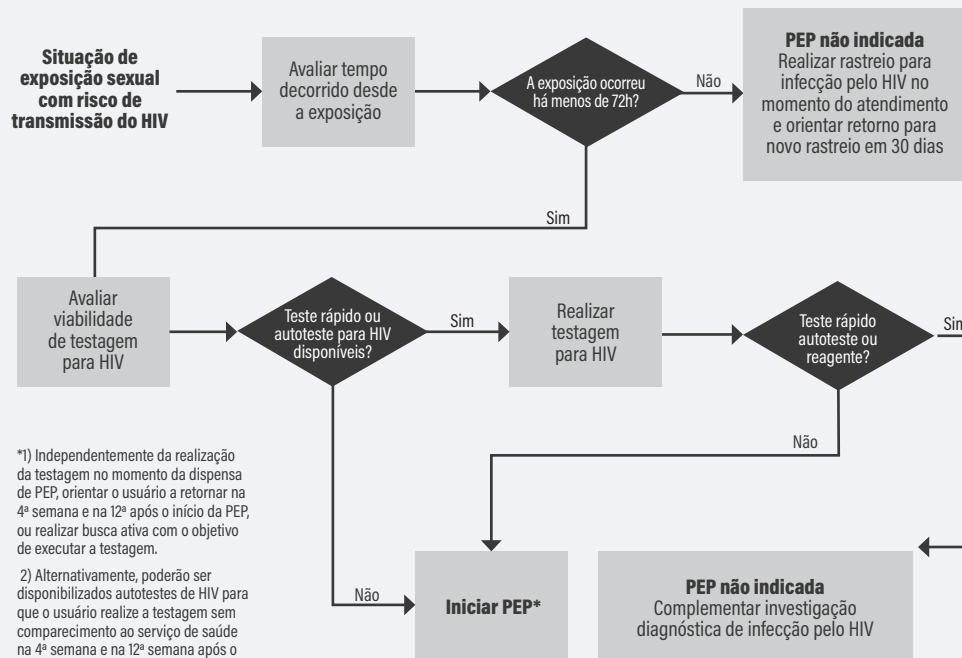 Situação de
exposição sexual
com risco de
transmissão do HIV
Avaliar tempo
decorrido desde
a exposição
A exposição ocorreu
há menos de 72h?
Não
PEP não indicada
Realizar rastreio para
infecção pelo HIV no
momento do atendimento
e orientar retorno para
novo rastreio em 30 dias
Sim
Avaliar
viabilidade
de testagem
para HIV
Teste rápido ou
autoteste para HIV
disponíveis?
Sim
Realizar
testagem
para HIV
Teste rápido
autoteste ou
reagente?
Sim
Não
*1) Independentemente da realização
da testagem no momento da dispensa
de PEP, orientar o usuário a retornar na
4ª semana e na 12ª após o início da PEP,
ou realizar busca ativa com o objetivo
de executar a testagem.
2) Alternativamente, poderão ser
disponibilizados autotestes de HIV para
que o usuário realize a testagem sem
comparecimento ao serviço de saúde
na 4ª semana e na 12ª semana após o
Não
Iniciar PEP*
PEP não indicada
Complementar investigação
diagnóstica de infecção pelo HIV